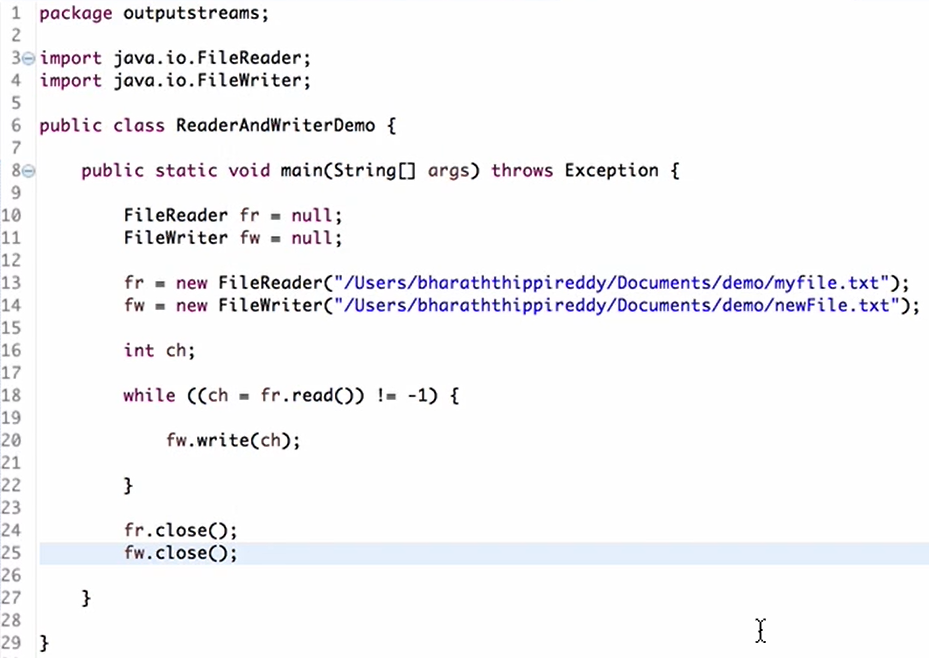 1 package outputstreams;
2
3 import java.io.FileReader;
4 import java.io.FileWriter;
5
6 public class ReaderAndWriterDemo {
7
8     public static void main(String[] args) throws Exception {
9
10         FileReader fr = null;
11         FileWriter fw = null;
12
13         fr = new FileReader("/Users/bharaththippireddy/Documents/demo/myfile.txt");
14         fw = new FileWriter("/Users/bharaththippireddy/Documents/demo/newFile.txt");
15
16         int ch;
17
18         while ((ch = fr.read()) != -1) {
19
20             fw.write(ch);
21
22         }
23
24         fr.close();
25         fw.close();
26
27     }
28
29 }